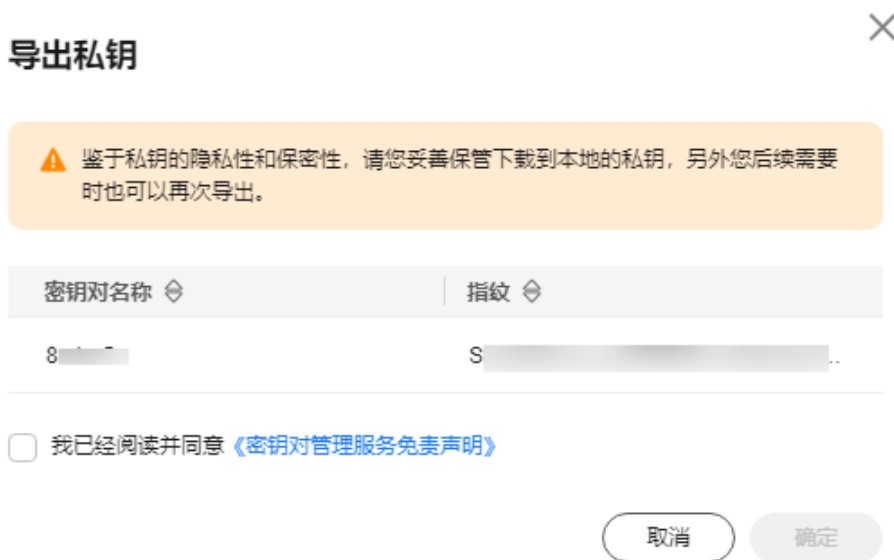 导出私钥
鉴于私钥的隐私性和保密性，请您妥善保管下载到本地的私钥，另外您后续需要
时也可以再次导出。
密钥对名称 指纹
8 S ..
我已经阅读并同意《密钥对管理服务免责声明》
取消 确定